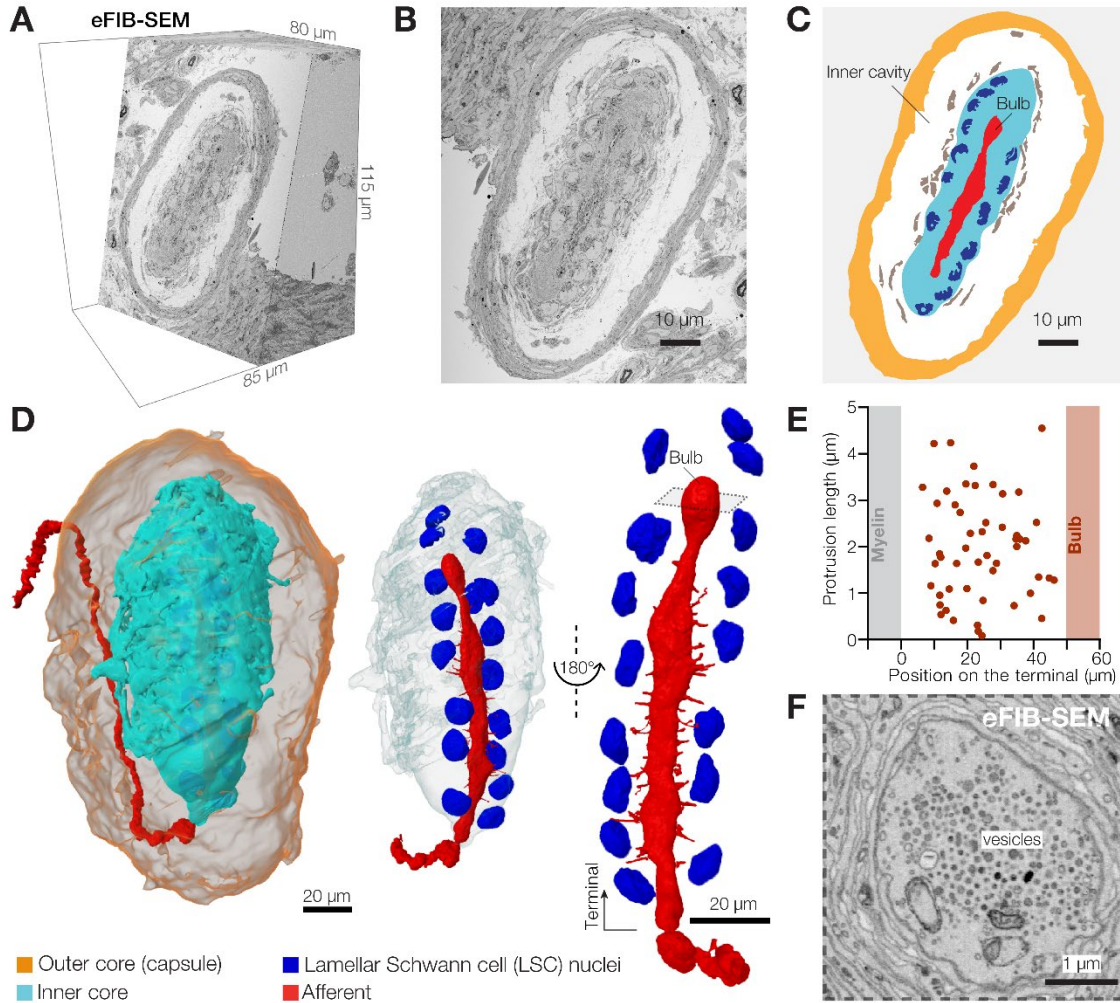 A
eFIB-SEM
80 µm
115 µm
85 µm
B
10 µm
C
Inner cavity
Bulb
10 µm
D
20 µm
180°
Bulb
Terminal
20 µm
Outer core (capsule)
Inner core
Lamellar Schwann cell (LSC) nuclei
Afferent
E
Protrusion length (µm)
5
4
3
2
1
0
Myelin
Bulb
0 20 40 60
Position on the terminal (µm)
F
eFIB-SEM
vesicles
1 µm